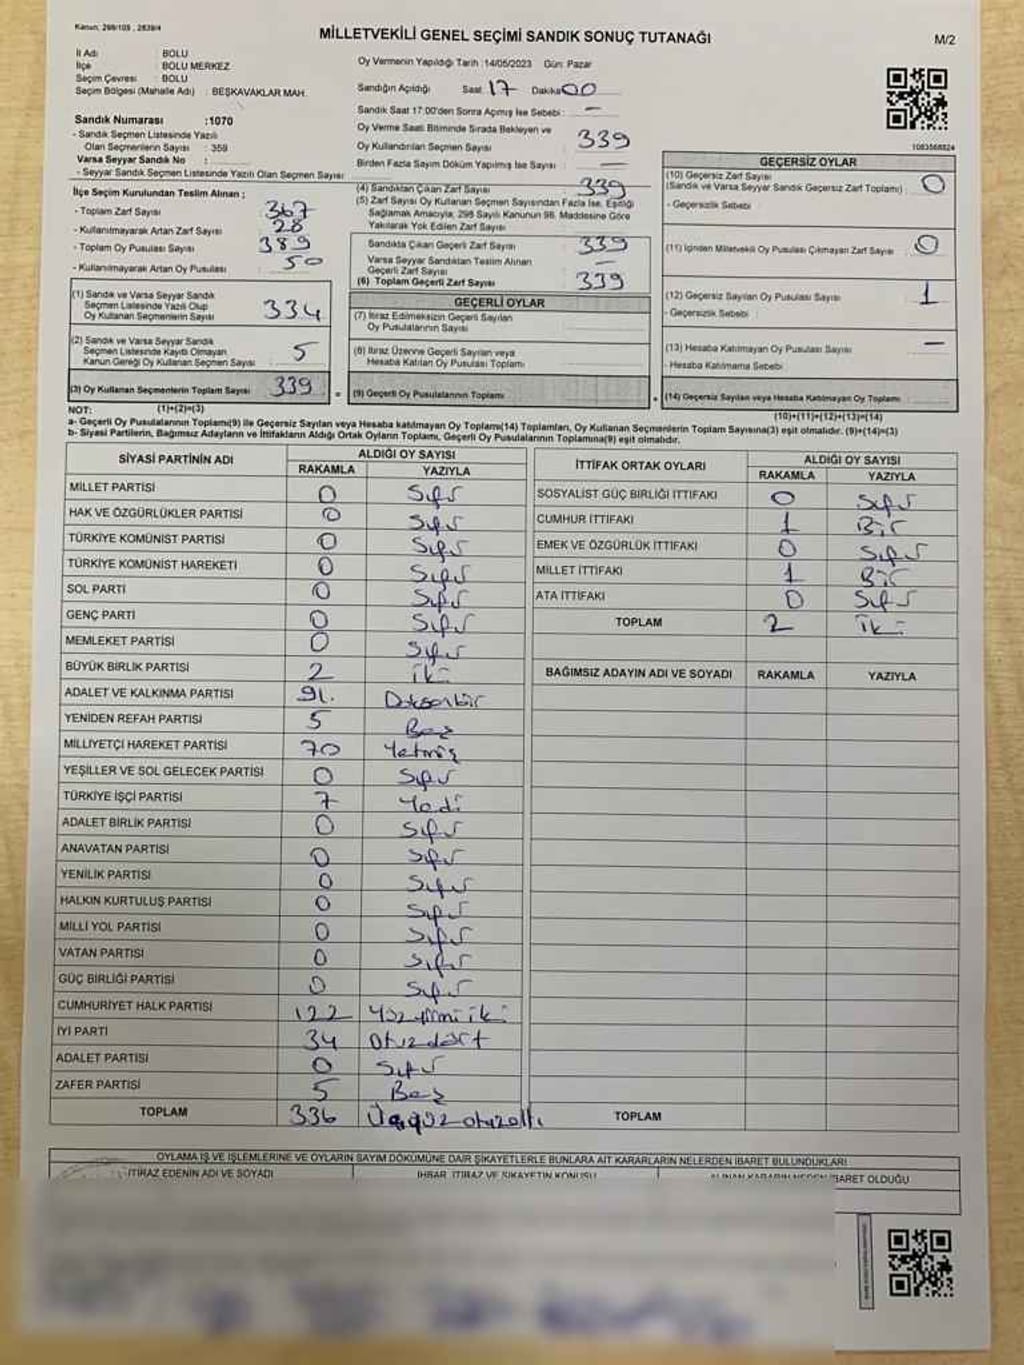 Kanun: 298/105 , 2839/4
MİLLETVEKİLİ GENEL SEÇİMİ SANDIK SONUÇ TUTANAĞI
M/2
İl Adı : BOLU
İlçe : BOLU MERKEZ
Seçim Çevresi : BOLU
Seçim Bölgesi (Mahalle Adı) : BEŞKAVAKLAR MAH.
Oy Vermenin Yapıldığı Tarih : 14/05/2023 Gün: Pazar
Sandığın Açıldığı Saat 17 Dakika 00
Sandık Saat 17:00'den Sonra Açımış İse Sebebi : —
Oy Verme Saati Bitiminde Sırada Bekleyen ve
Oy Kullandırılan Seçmen Sayısı 339
Birden Fazla Sayım Döküm Yapılmış İse Sayısı —
Sandık Numarası :1070
- Sandık Seçmen Listesinde Yazılı
Olan Seçmenlerin Sayısı : 359
Varsa Seyyar Sandık No :
- Seyyar Sandık Seçmen Listesinde Yazılı Olan Seçmen Sayısı
İlçe Seçim Kurulundan Teslim Alınan ;
- Toplam Zarf Sayısı 367
- Kullanılmayarak Artan Zarf Sayısı 28
- Toplam Oy Pusulası Sayısı 389
- Kullanılmayarak Artan Oy Pusulası 50
(1) Sandık ve Varsa Seyyar Sandık
Seçmen Listesinde Yazılı Olup
Oy Kullanan Seçmenlerin Sayısı 334
(2) Sandık ve Varsa Seyyar Sandık
Seçmen Listesinde Kayıtlı Olmayan
Kanun Gereği Oy Kullanan Seçmen Sayısı 5
(3) Oy Kullanan Seçmenlerin Toplam Sayısı 339
(1)+(2)=(3)
(4) Sandıktan Çıkan Zarf Sayısı 339
(5) Zarf Sayısı Oy Kullanan Seçmen Sayısından Fazla İse, Eşitliği
Sağlamak Amacıyla, 298 Sayılı Kanunun 98. Maddesine Göre
Yakılarak Yok Edilen Zarf Sayısı
Sandıkta Çıkan Geçerli Zarf Sayısı 339
Varsa Seyyar Sandıktan Teslim Alınan
Geçerli Zarf Sayısı —
(6) Toplam Geçerli Zarf Sayısı 339
GEÇERLİ OYLAR
(7) İtiraz Edilmeksizin Geçerli Sayılan
Oy Pusulalarının Sayısı
(8) İtiraz Üzerine Geçerli Sayılan veya
Hesaba Katılan Oy Pusulası Toplamı
= (9) Geçerli Oy Pusulalarının Toplamı
1083568824
GEÇERSİZ OYLAR
(10) Geçersiz Zarf Sayısı
(Sandık ve Varsa Seyyar Sandık Geçersiz Zarf Toplamı) : 0
- Geçersizlik Sebebi :
(11) İçinden Milletvekili Oy Pusulası Çıkmayan Zarf Sayısı : 0
(12) Geçersiz Sayılan Oy Pusulası Sayısı 1
- Geçersizlik Sebebi :
(13) Hesaba Katılmayan Oy Pusulası Sayısı —
- Hesaba Katılmama Sebebi
+ (14) Geçersiz Sayılan veya Hesaba Katılmayan Oy Toplamı
(10)+(11)+(12)+(13)=(14)
NOT:
a- Geçerli Oy Pusulalarının Toplamı(9) ile Geçersiz Sayılan veya Hesaba katılmayan Oy Toplamı(14) Toplamları, Oy Kullanan Seçmenlerin Toplam Sayısına(3) eşit olmalıdır. (9)+(14)=(3)
b- Siyasi Partilerin, Bağımsız Adayların ve İttifakların Aldığı Ortak Oyların Toplamı, Geçerli Oy Pusulalarının Toplamına(9) eşit olmalıdır.
SİYASİ PARTİNİN ADI ALDIĞI OY SAYISI
RAKAMLA YAZIYLA
MİLLET PARTİSİ 0 Sıfır
HAK VE ÖZGÜRLÜKLER PARTİSİ 0 Sıfır
TÜRKİYE KOMÜNİST PARTİSİ 0 Sıfır
TÜRKİYE KOMÜNİST HAREKETİ 0 Sıfır
SOL PARTİ 0 Sıfır
GENÇ PARTİ 0 Sıfır
MEMLEKET PARTİSİ 0 Sıfır
BÜYÜK BİRLİK PARTİSİ 2 iki
ADALET VE KALKINMA PARTİSİ 91. Doksanbir
YENİDEN REFAH PARTİSİ 5 Beş
MİLLİYETÇİ HAREKET PARTİSİ 70 Yetmiş
YEŞİLLER VE SOL GELECEK PARTİSİ 0 Sıfır
TÜRKİYE İŞÇİ PARTİSİ 7 Yedi
ADALET BİRLİK PARTİSİ 0 Sıfır
ANAVATAN PARTİSİ 0 Sıfır
YENİLİK PARTİSİ 0 Sıfır
HALKIN KURTULUŞ PARTİSİ 0 Sıfır
MİLLİ YOL PARTİSİ 0 Sıfır
VATAN PARTİSİ 0 Sıfır
GÜÇ BİRLİĞİ PARTİSİ 0 Sıfır
CUMHURİYET HALK PARTİSİ 122 Yüzyirmiiki
İYİ PARTİ 34 Otuzdört
ADALET PARTİSİ 0 Sıfır
ZAFER PARTİSİ 5 Beş
TOPLAM 336 Üçyüzotuzaltı
İTTİFAK ORTAK OYLARI ALDIĞI OY SAYISI
RAKAMLA YAZIYLA
SOSYALİST GÜÇ BİRLİĞİ İTTİFAKI 0 Sıfır
CUMHUR İTTİFAKI 1 Bir
EMEK VE ÖZGÜRLÜK İTTİFAKI 0 Sıfır
MİLLET İTTİFAKI 1 Bir
ATA İTTİFAKI 0 Sıfır
TOPLAM 2 iki
BAĞIMSIZ ADAYIN ADI VE SOYADI RAKAMLA YAZIYLA
TOPLAM
OYLAMA İŞ VE İŞLEMLERİNE VE OYLARIN SAYIM DÖKÜMÜNE DAİR ŞİKAYETLERLE BUNLARA AİT KARARLARIN NELERDEN İBARET BULUNDUKLARI
İTİRAZ EDENİN ADI VE SOYADI İHBAR, İTİRAZ VE ŞİKAYETİN KONUSU ALINAN KARARIN NEDEN İBARET OLDUĞU